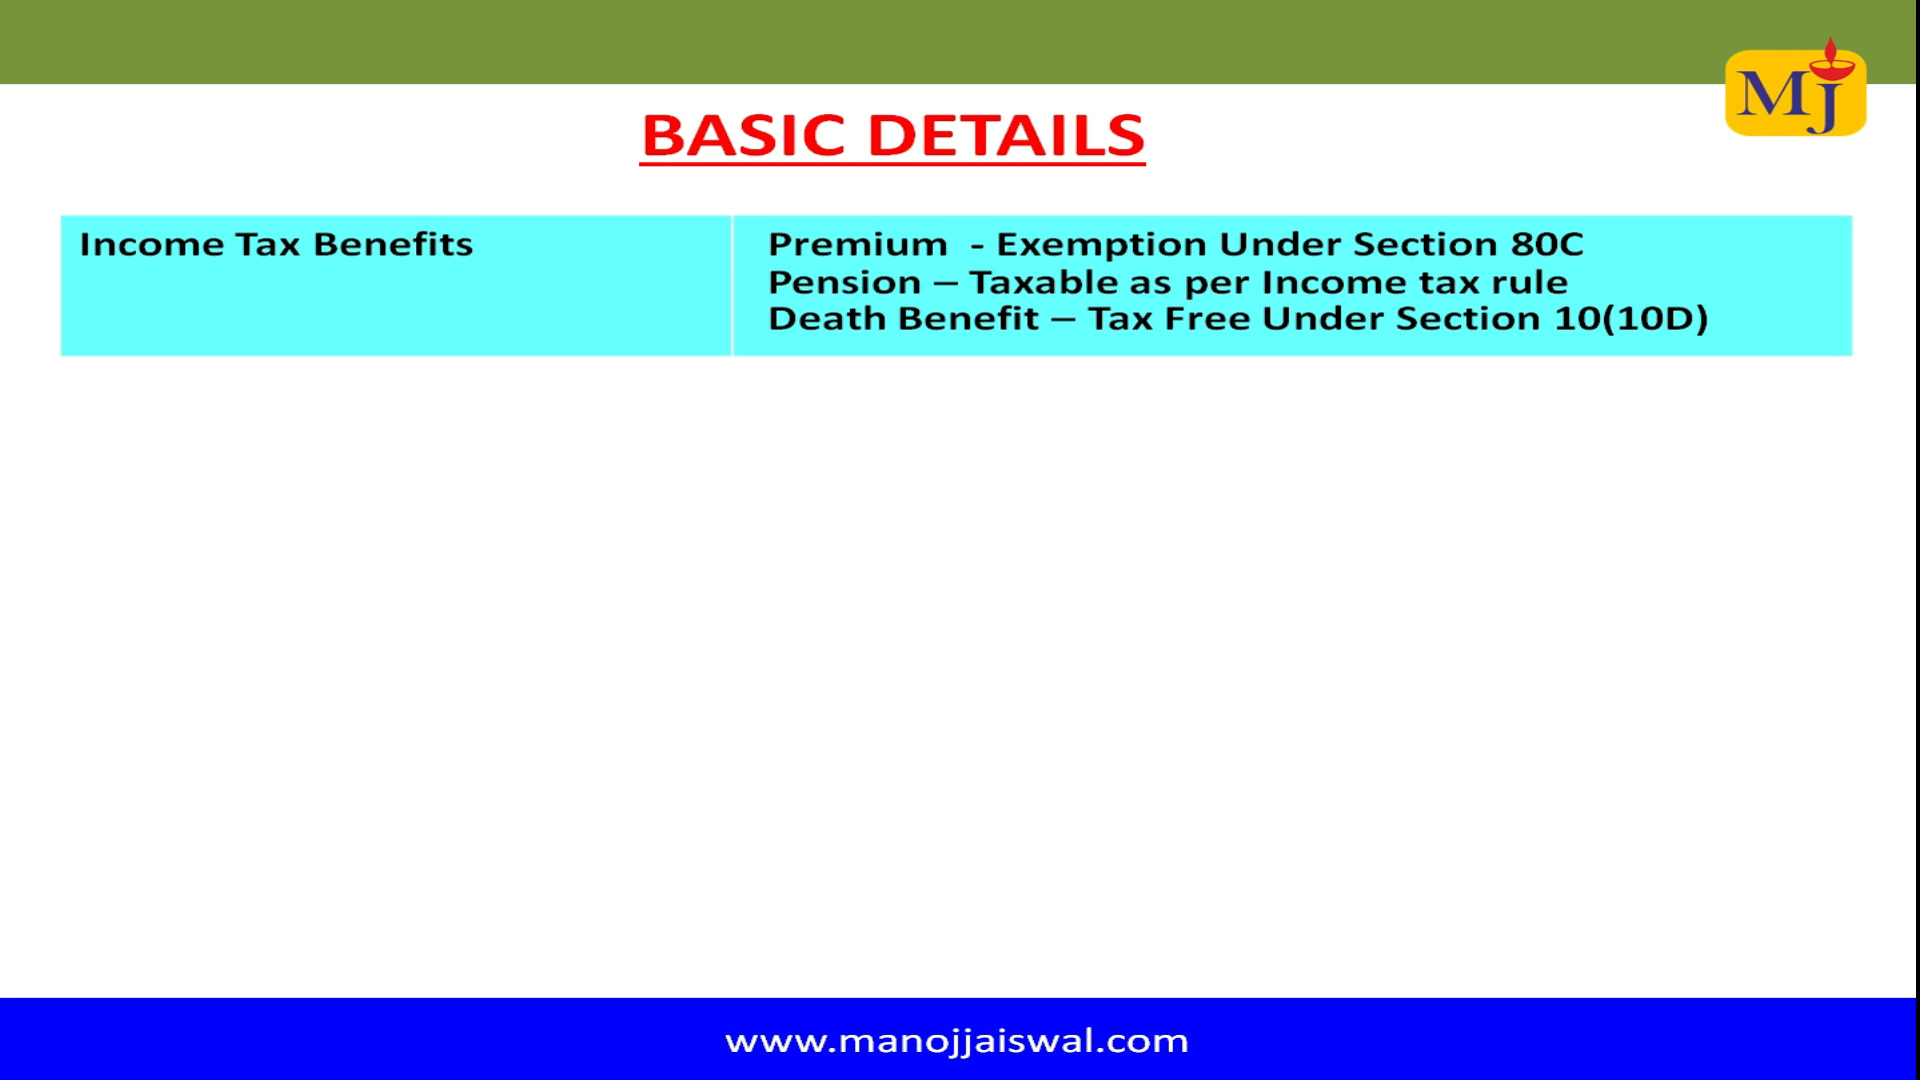 MJ
BASIC DETAILS
Income Tax Benefits
Premium  - Exemption Under Section 80C
Pension – Taxable as per Income tax rule
Death Benefit – Tax Free Under Section 10(10D)
www.manojjaiswal.com